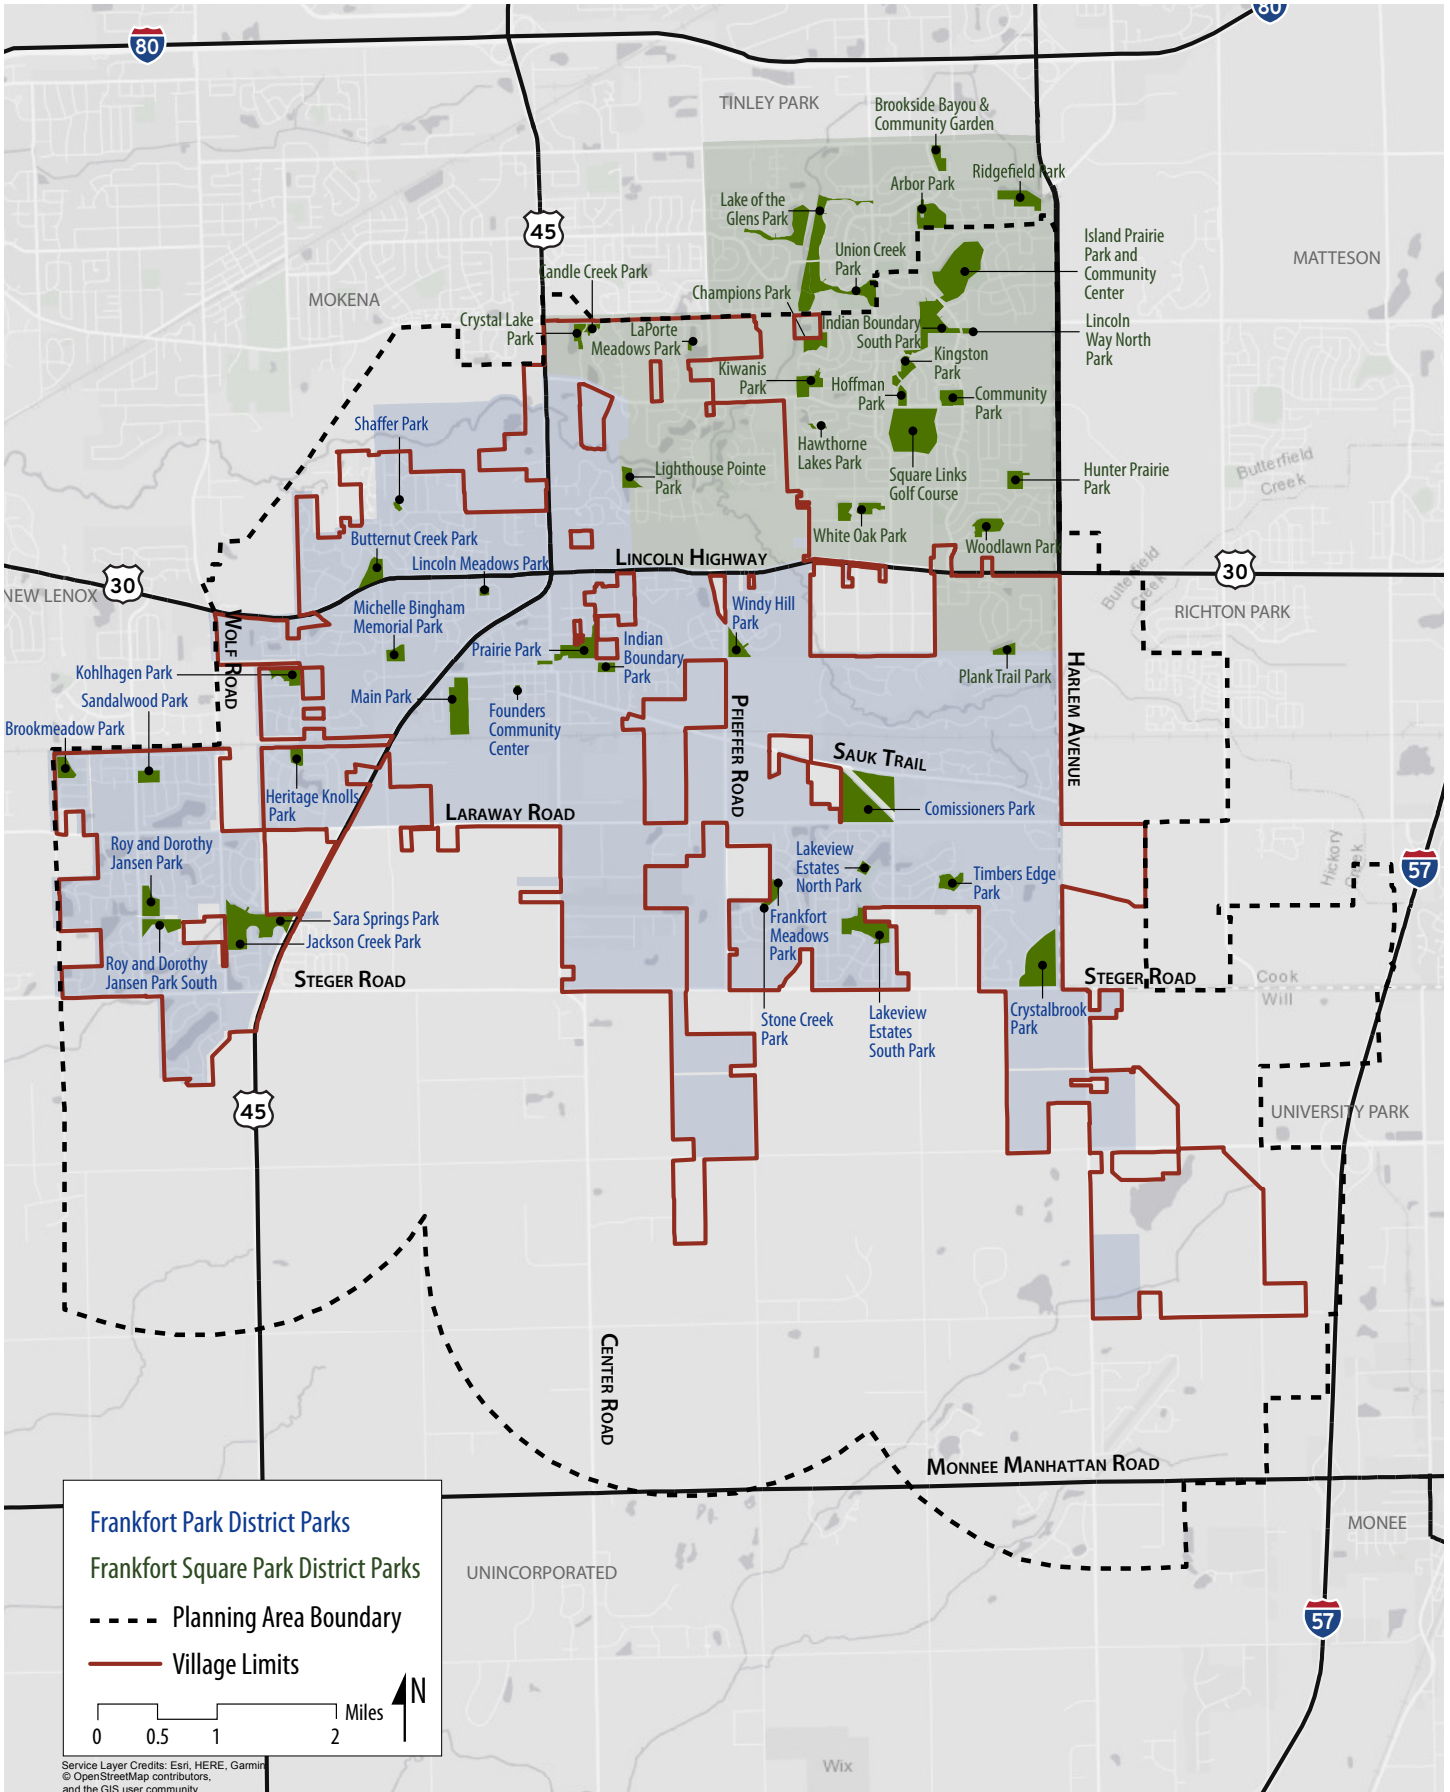 80
80
TINLEY PARK
Brookside Bayou &
Community Garden
Ridgefield Park
Arbor Park
Lake of the
Glens Park
45
Union Creek
Park
Island Prairie
Park and
Community
Center
MATTESON
Candle Creek Park
Champions Park
MOKENA
Crystal Lake
Park
LaPorte
Meadows Park
Indian Boundary
South Park
Lincoln
Way North
Park
Kingston
Park
Kiwanis
Park
Hoffman
Park
Community
Park
Shaffer Park
Hawthorne
Lakes Park
Butterfield
Creek
Lighthouse Pointe
Park
Square Links
Golf Course
Hunter Prairie
Park
White Oak Park
Woodlawn Park
Butternut Creek Park
Lincoln Meadows Park
LINCOLN HIGHWAY
Butterfield
Creek
30
30
NEW LENOX
RICHTON PARK
Michelle Bingham
Memorial Park
Windy Hill
Park
WOLF ROAD
Prairie Park
Indian
Boundary
Park
Kohlhagen Park
Plank Trail Park
HARLEM AVENUE
Sandalwood Park
Main Park
Founders
Community
Center
PFIEFFER ROAD
Brookmeadow Park
SAUK TRAIL
Heritage Knolls
Park
LARAWAY ROAD
Comissioners Park
Roy and Dorothy
Jansen Park
Lakeview
Estates
North Park
Timbers Edge
Park
Hickory
Creek
57
Sara Springs Park
Jackson Creek Park
Frankfort
Meadows
Park
Roy and Dorothy
Jansen Park South
STEGER ROAD
STEGER ROAD
Cook
Will
Stone Creek
Park
Lakeview
Estates
South Park
Crystalbrook
Park
45
UNIVERSITY PARK
CENTER ROAD
MONNEE MANHATTAN ROAD
MONEE
UNINCORPORATED
57
Wix
Frankfort Park District Parks
Frankfort Square Park District Parks
Planning Area Boundary
Village Limits
N
Miles
0 0.5 1 2
Service Layer Credits: Esri, HERE, Garmin
© OpenStreetMap contributors,
and the GIS user community